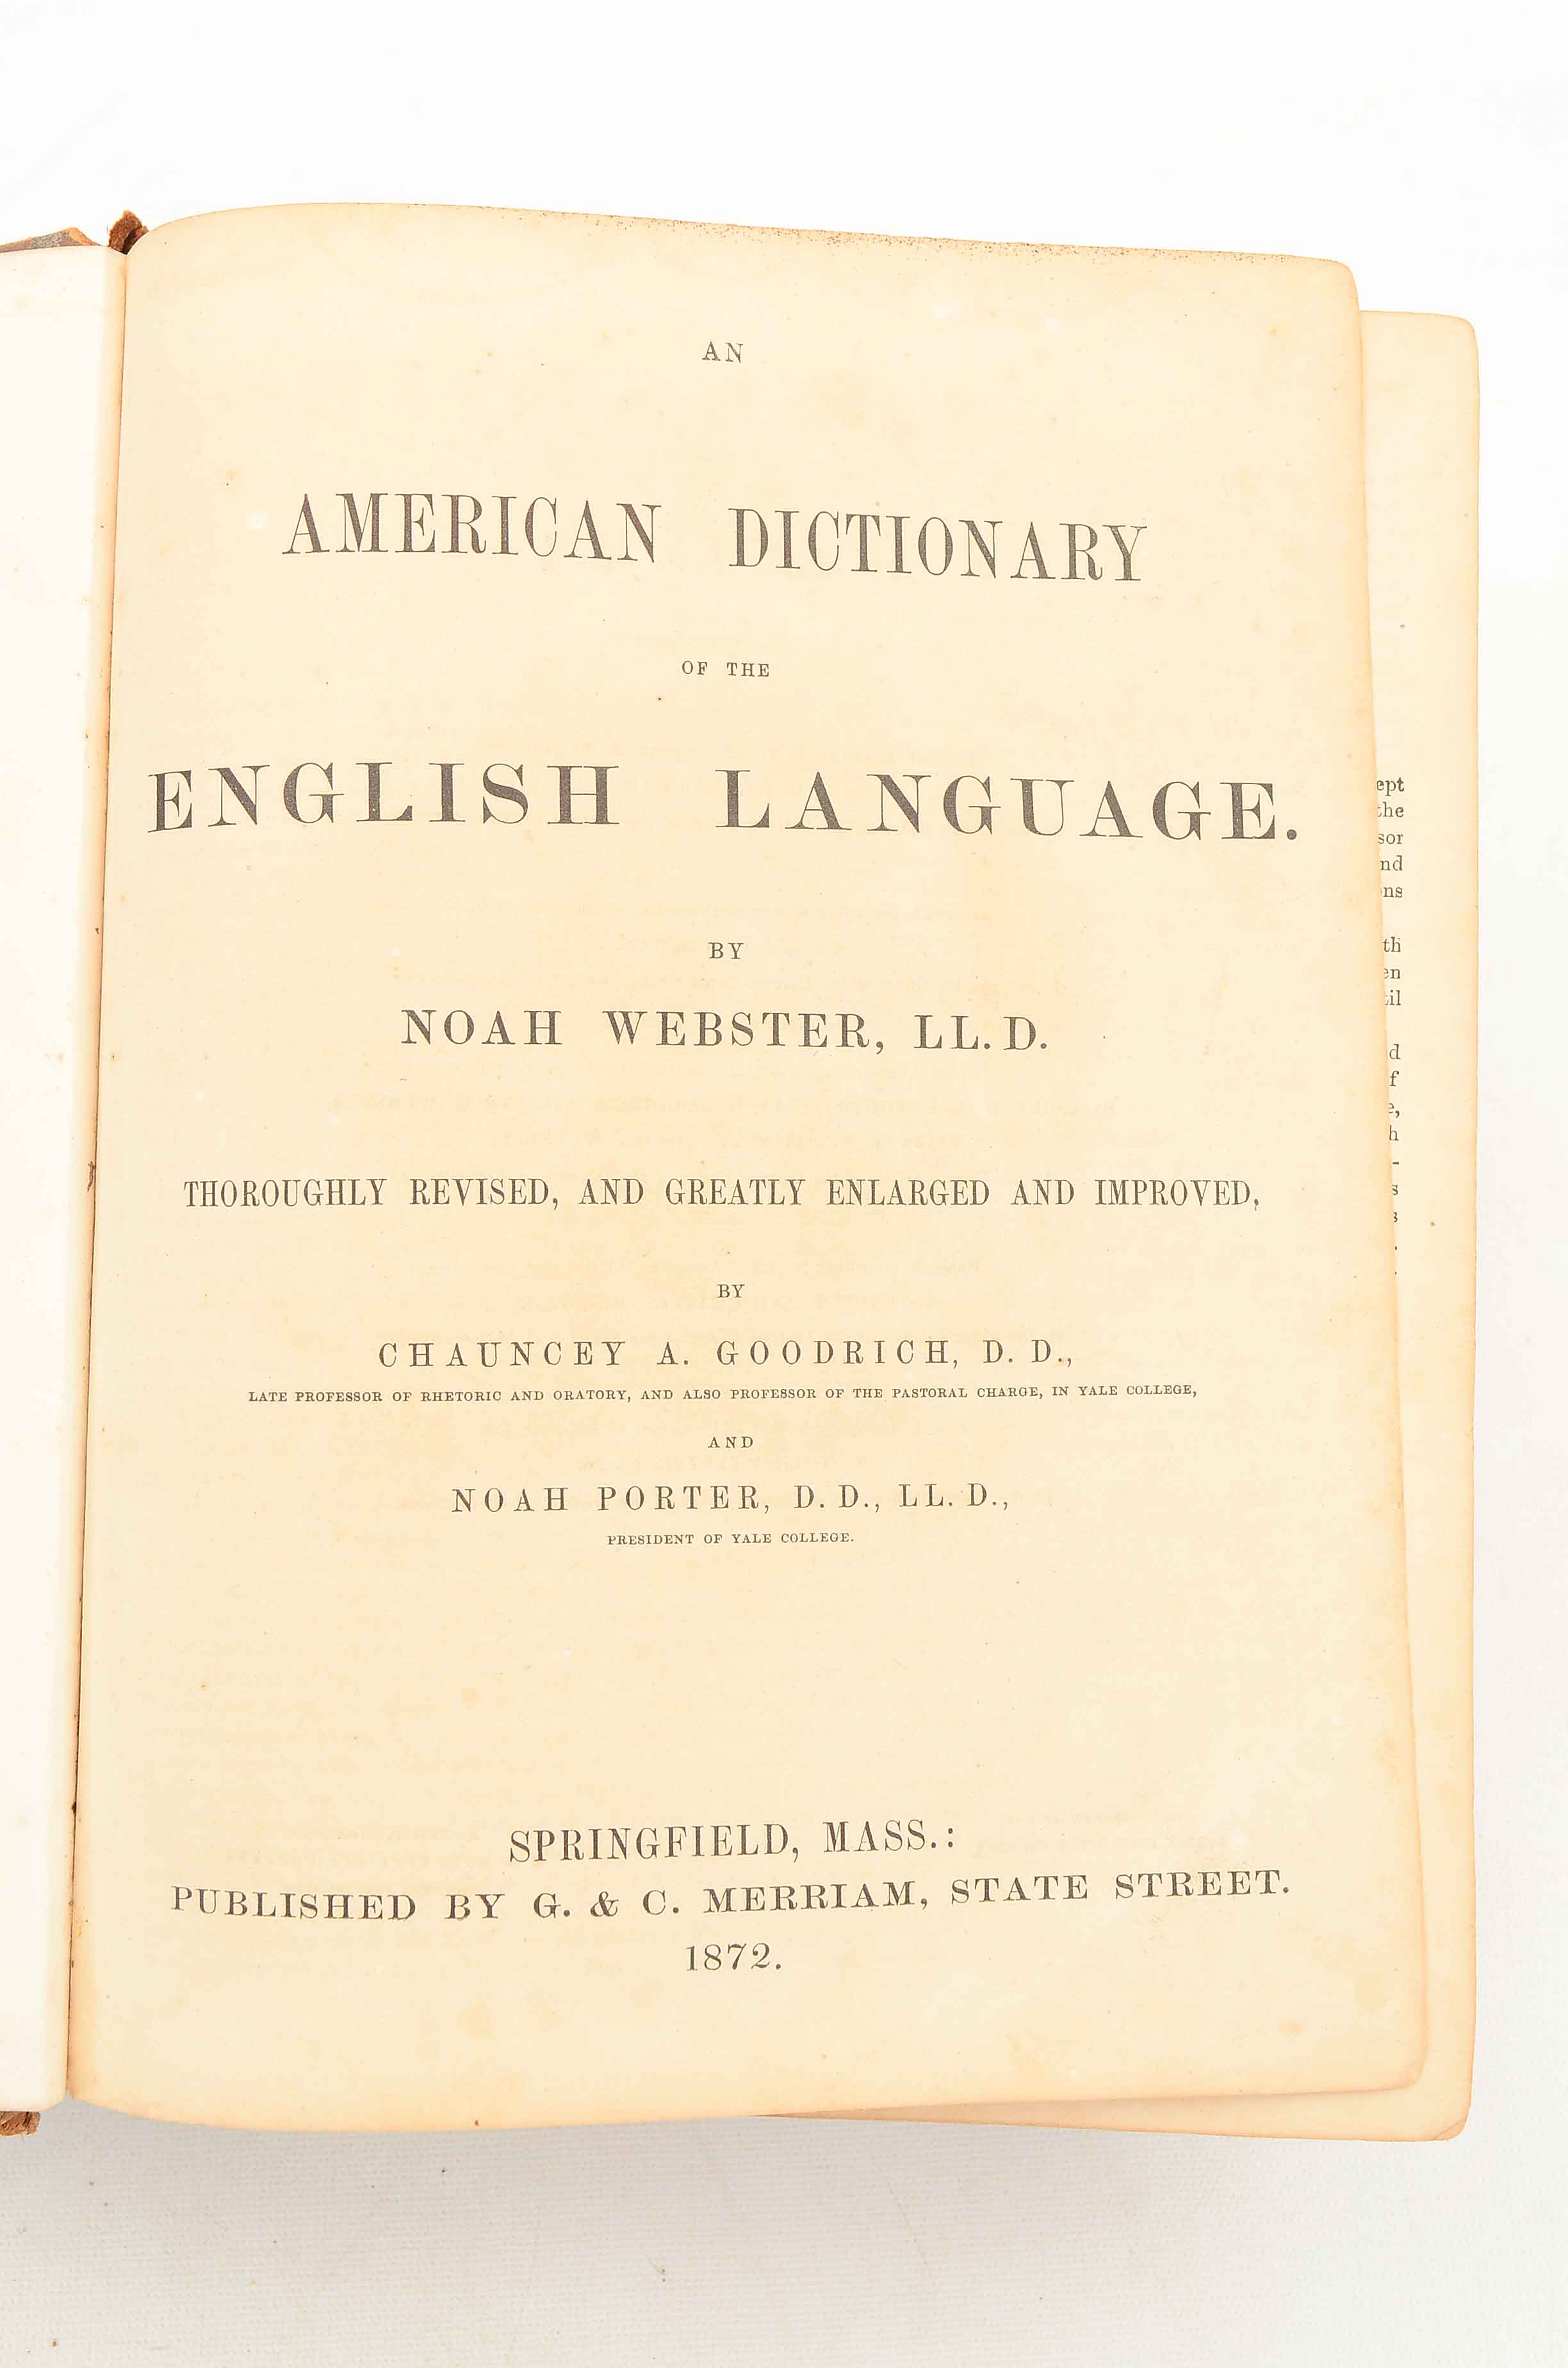 AN
AMERICAN DICTIONARY
OF THE
ENGLISH LANGUAGE.
BY
NOAH WEBSTER, LL. D.
THOROUGHLY REVISED, AND GREATLY ENLARGED AND IMPROVED,
BY
CHAUNCEY A. GOODRICH, D. D.,
LATE PROFESSOR OF RHETORIC AND ORATORY, AND ALSO PROFESSOR OF THE PASTORAL CHARGE, IN YALE COLLEGE,
AND
NOAH PORTER, D. D., LL. D.,
PRESIDENT OF YALE COLLEGE.
SPRINGFIELD, MASS.:
PUBLISHED BY G. & C. MERRIAM, STATE STREET.
1872.